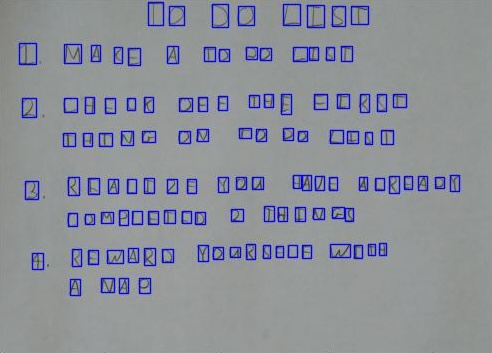 TO DO LIST
1. MAKE A TO DO LIST
2. CHECK OFF THE FIRST
THING ON TO DO LIST
3. REALIZE YOU HAVE ALREADY
COMPLETED 2 THINGS
4. REWARD YOURSELF WITH
A NAP